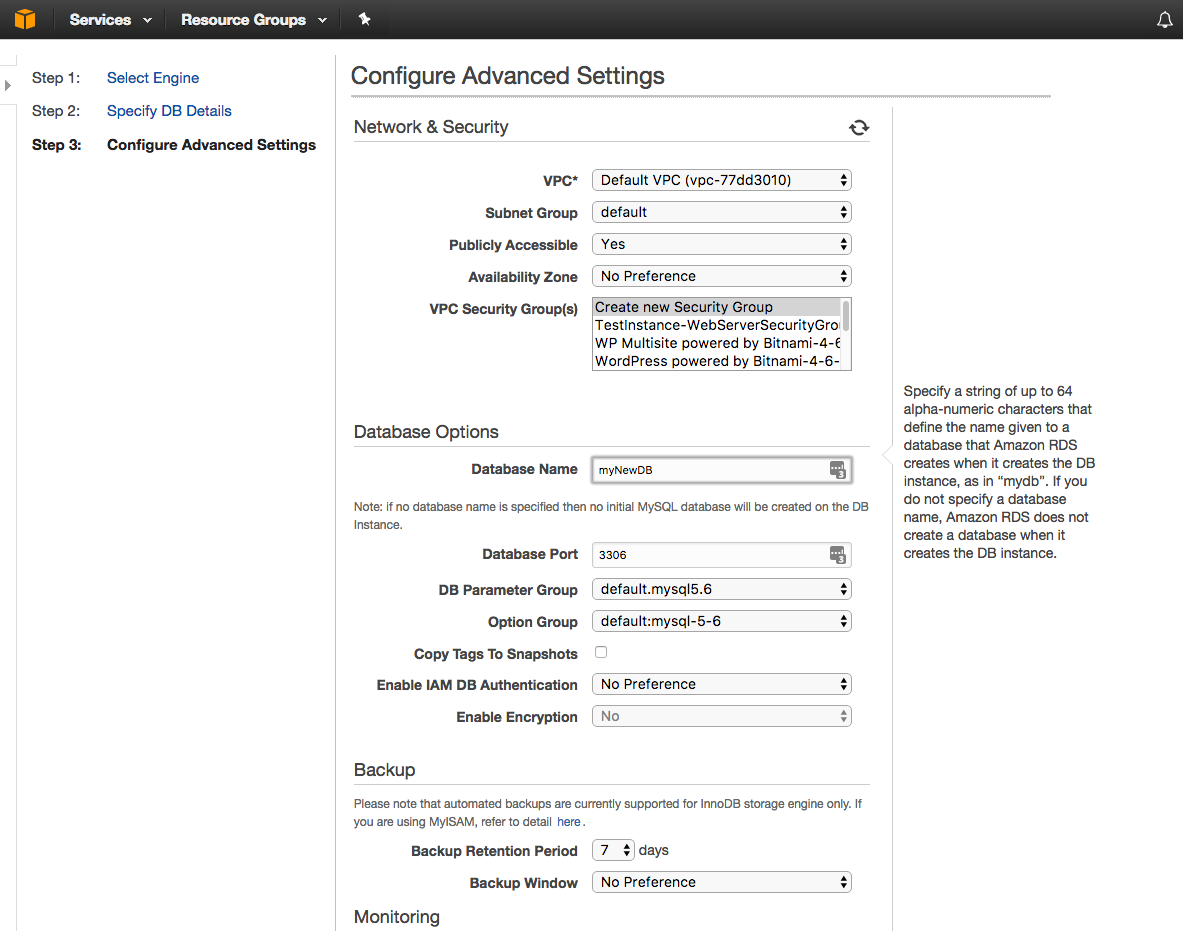 Services
Resource Groups
Step 1: Select Engine
Step 2: Specify DB Details
Step 3: Configure Advanced Settings
Configure Advanced Settings
Network & Security
VPC* Default VPC (vpc-77dd3010)
Subnet Group default
Publicly Accessible Yes
Availability Zone No Preference
VPC Security Group(s) Create new Security Group
TestInstance-WebServerSecurityGro
WP Multisite powered by Bitnami-4-6
WordPress powered by Bitnami-4-6-
Database Options
Database Name myNewDB 3
Note: if no database name is specified then no initial MySQL database will be created on the DB
Instance.
Database Port 3306 3
DB Parameter Group default.mysql5.6
Option Group default:mysql-5-6
Copy Tags To Snapshots
Enable IAM DB Authentication No Preference
Enable Encryption No
Backup
Please note that automated backups are currently supported for InnoDB storage engine only. If
you are using MyISAM, refer to detail here .
Backup Retention Period 7 days
Backup Window No Preference
Monitoring
Specify a string of up to 64
alpha-numeric characters that
define the name given to a
database that Amazon RDS
creates when it creates the DB
instance, as in “mydb”. If you
do not specify a database
name, Amazon RDS does not
create a database when it
creates the DB instance.